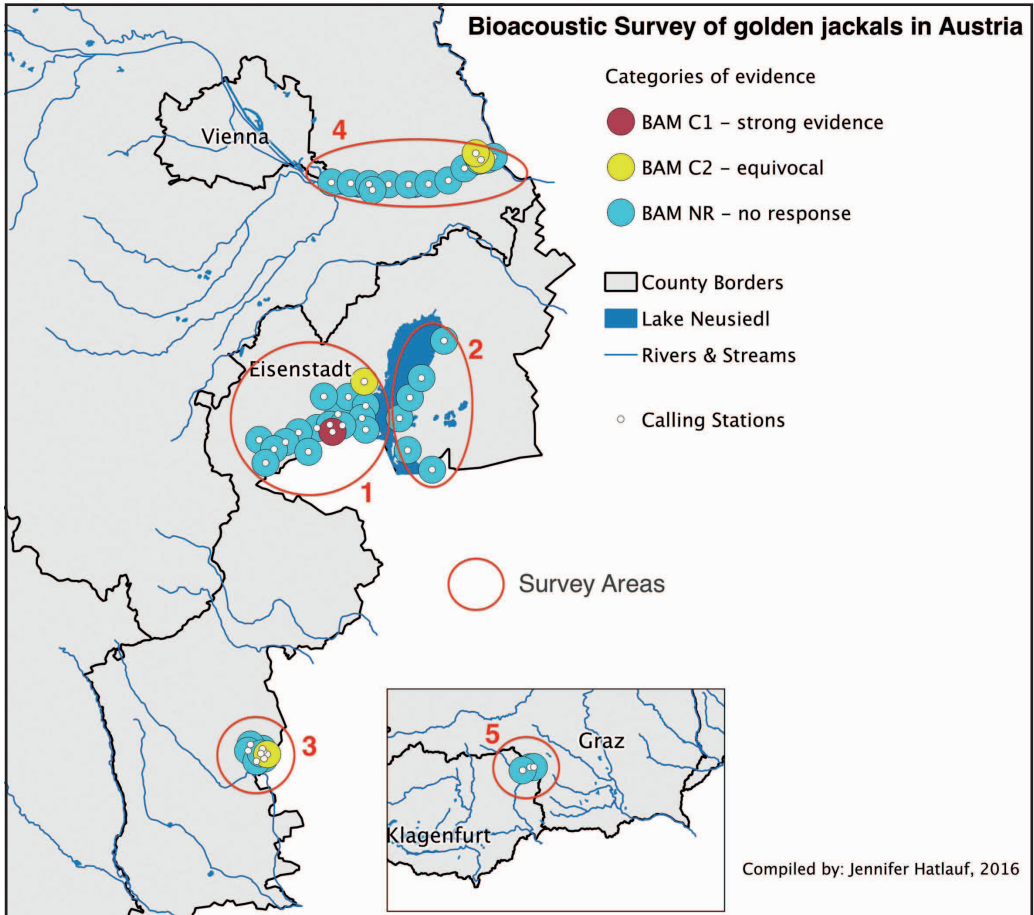 Bioacoustic Survey of golden jackals in Austria
Categories of evidence
BAM C1 – strong evidence
BAM C2 – equivocal
BAM NR – no response
County Borders
Lake Neusiedl
Rivers & Streams
Calling Stations
Vienna
4
Eisenstadt
2
1
Survey Areas
3
5
Graz
Klagenfurt
Compiled by: Jennifer Hatlauf, 2016